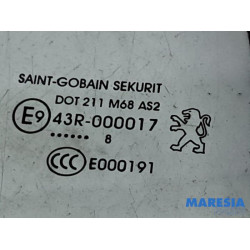 SAINT-GOBAIN SEKURIT
DOT 211 M68 AS2
E9 43R-000017
...... 8
CCC E000191
MARESIA